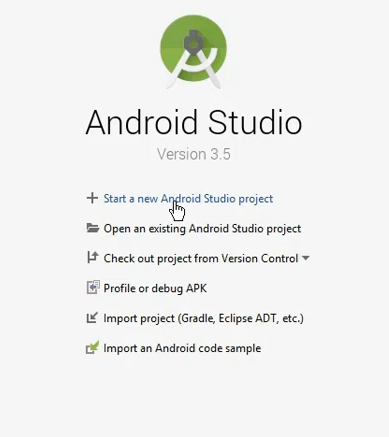 Android Studio
Version 3.5
Start a new Android Studio project
Open an existing Android Studio project
Check out project from Version Control
Profile or debug APK
Import project (Gradle, Eclipse ADT, etc.)
Import an Android code sample